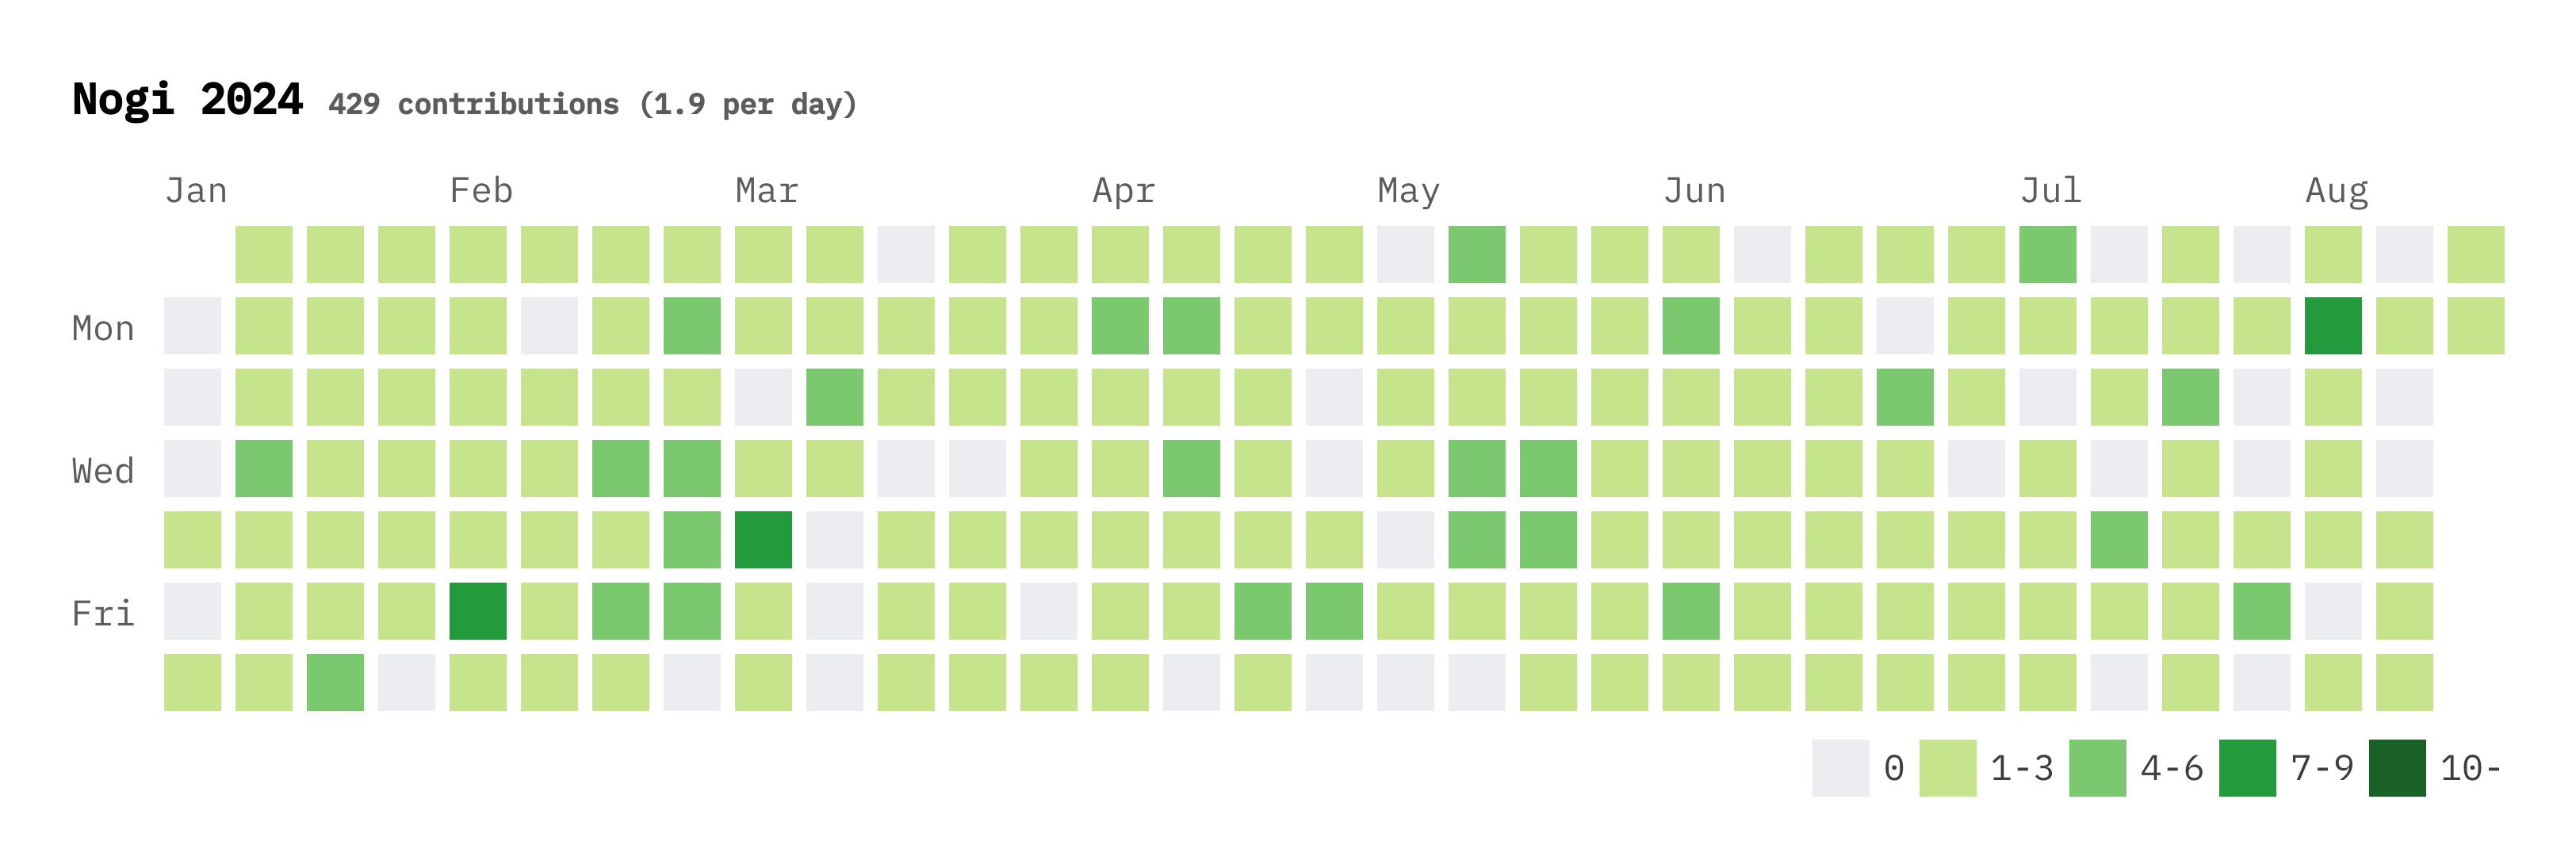 Nogi 2024 429 contributions (1.9 per day)
Jan Feb Mar Apr May Jun Jul Aug
Mon
Wed
Fri
0 1-3 4-6 7-9 10-